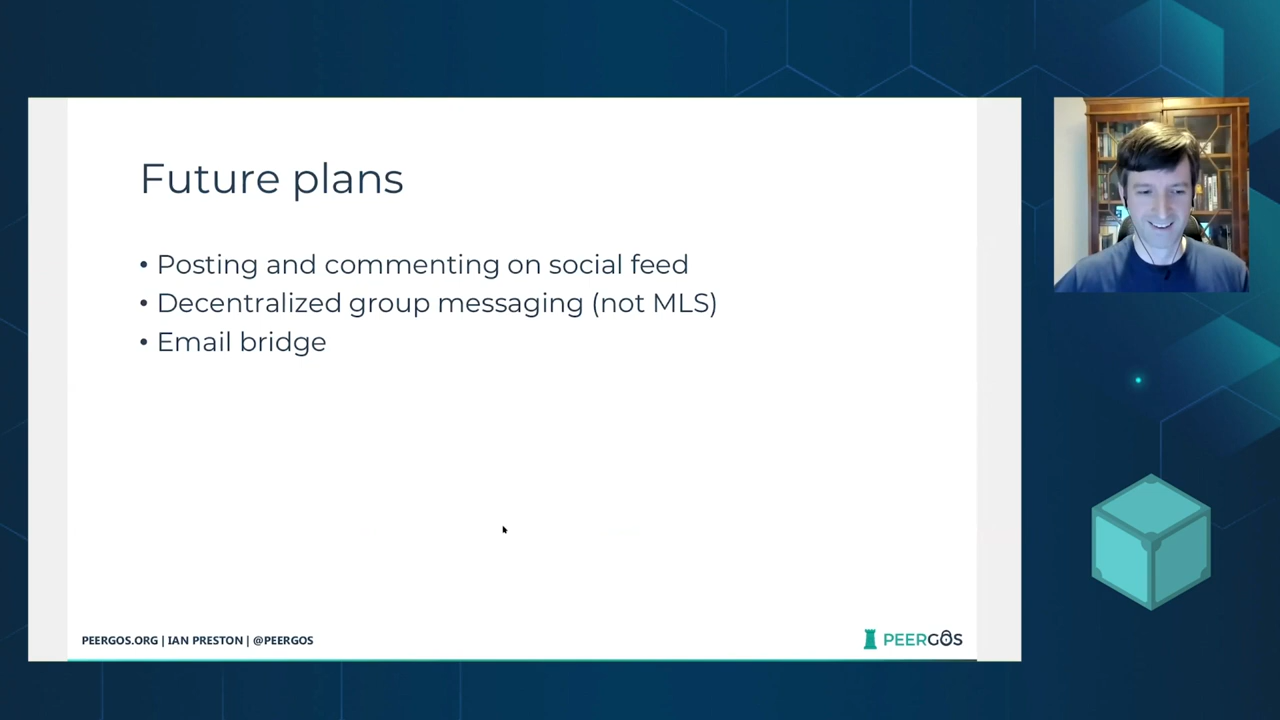 Future plans
• Posting and commenting on social feed
• Decentralized group messaging (not MLS)
• Email bridge
PEERGOS.ORG | IAN PRESTON | @PEERGOS
PEERGOS